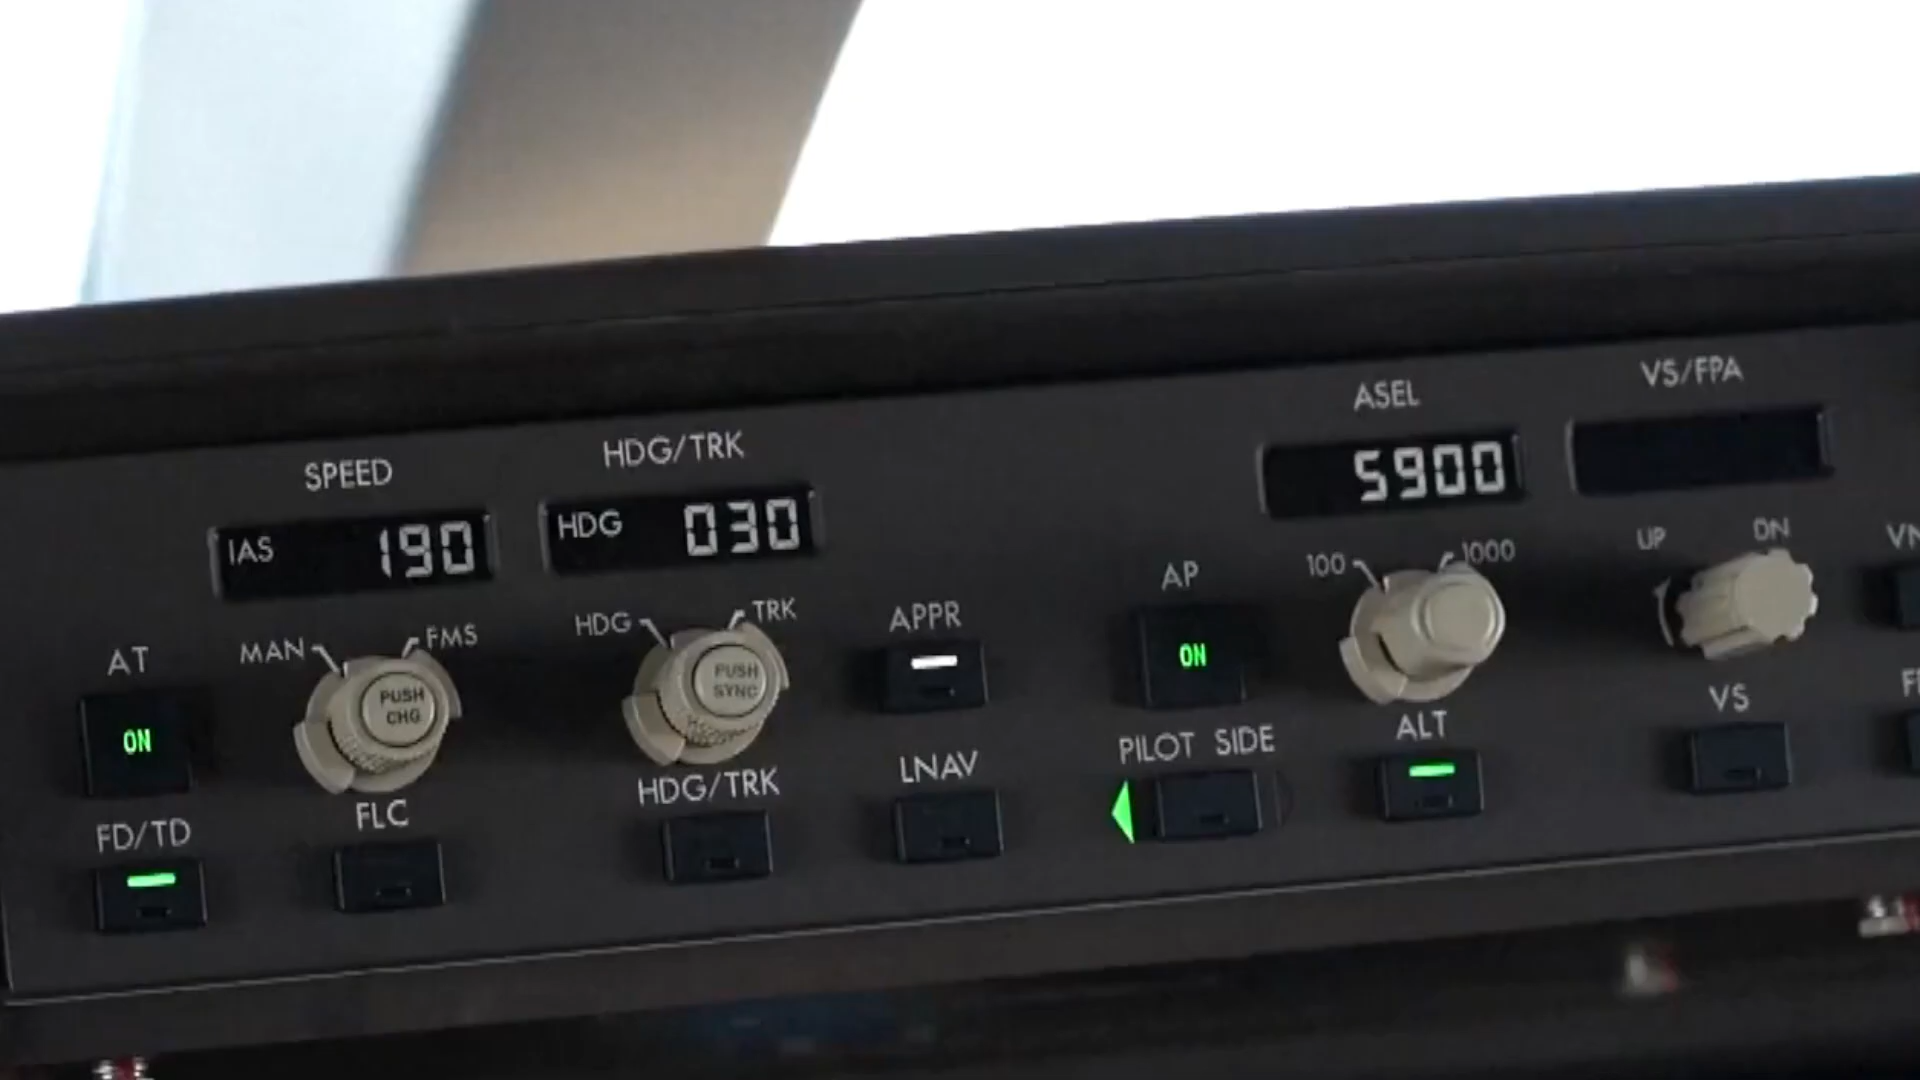 SPEED
IAS 190
HDG/TRK
HDG 030
ASEL
5900
VS/FPA
AT
ON
MAN
FMS
PUSH
CHG
HDG
TRK
PUSH
SYNC
APPR
AP
ON
100
1000
UP
DN
FD/TD
FLC
HDG/TRK
LNAV
PILOT SIDE
ALT
VS